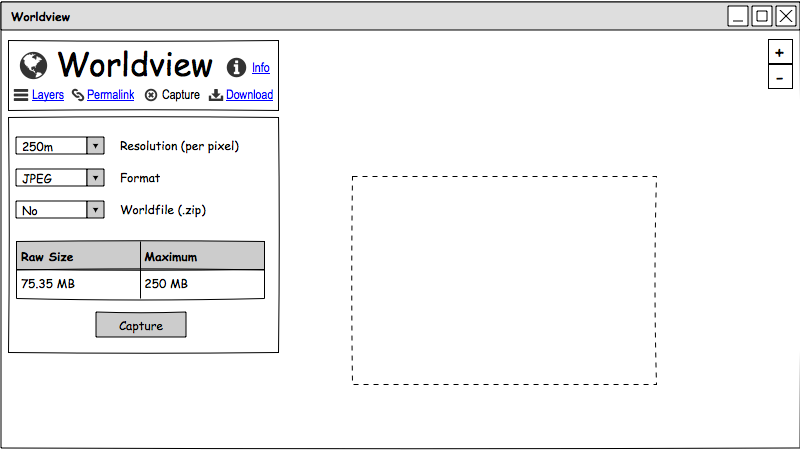 Worldview
Worldview Info
Layers Permalink Capture Download
250m Resolution (per pixel)
JPEG Format
No Worldfile (.zip)
Raw Size Maximum
75.35 MB 250 MB
Capture
+
-